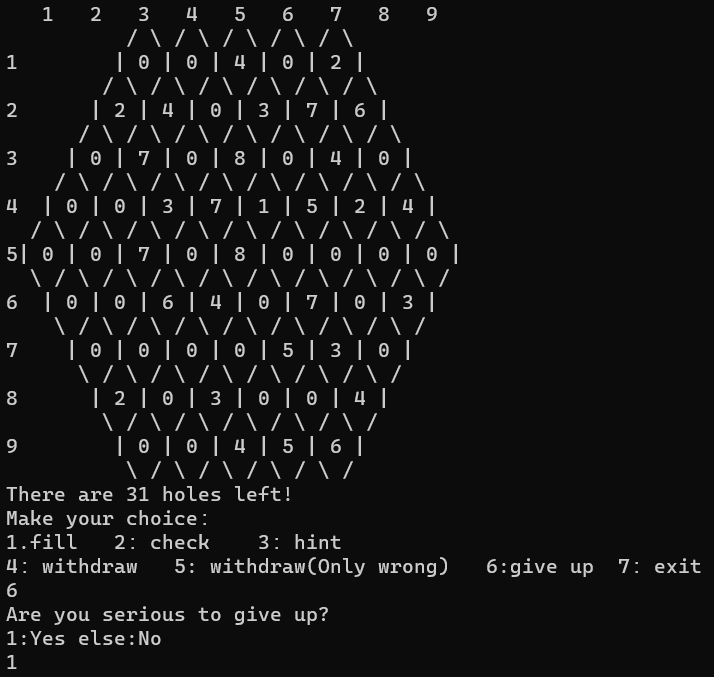 1   2   3   4   5   6   7   8   9
          / \ / \ / \ / \ / \
1        | 0 | 0 | 4 | 0 | 2 |
        / \ / \ / \ / \ / \ / \
2      | 2 | 4 | 0 | 3 | 7 | 6 |
      / \ / \ / \ / \ / \ / \ / \
3    | 0 | 7 | 0 | 8 | 0 | 4 | 0 |
    / \ / \ / \ / \ / \ / \ / \ / \
4  | 0 | 0 | 3 | 7 | 1 | 5 | 2 | 4 |
  / \ / \ / \ / \ / \ / \ / \ / \ / \
5| 0 | 0 | 7 | 0 | 8 | 0 | 0 | 0 | 0 |
  \ / \ / \ / \ / \ / \ / \ / \ / \ /
6  | 0 | 0 | 6 | 4 | 0 | 7 | 0 | 3 |
    \ / \ / \ / \ / \ / \ / \ / \ /
7    | 0 | 0 | 0 | 0 | 5 | 3 | 0 |
      \ / \ / \ / \ / \ / \ / \ /
8      | 2 | 0 | 3 | 0 | 0 | 4 |
        \ / \ / \ / \ / \ / \ /
9        | 0 | 0 | 4 | 5 | 6 |
          \ / \ / \ / \ / \ /
There are 31 holes left!
Make your choice:
1.fill   2: check    3: hint
4: withdraw   5: withdraw(Only wrong)   6:give up  7: exit
6
Are you serious to give up?
1:Yes else:No
1